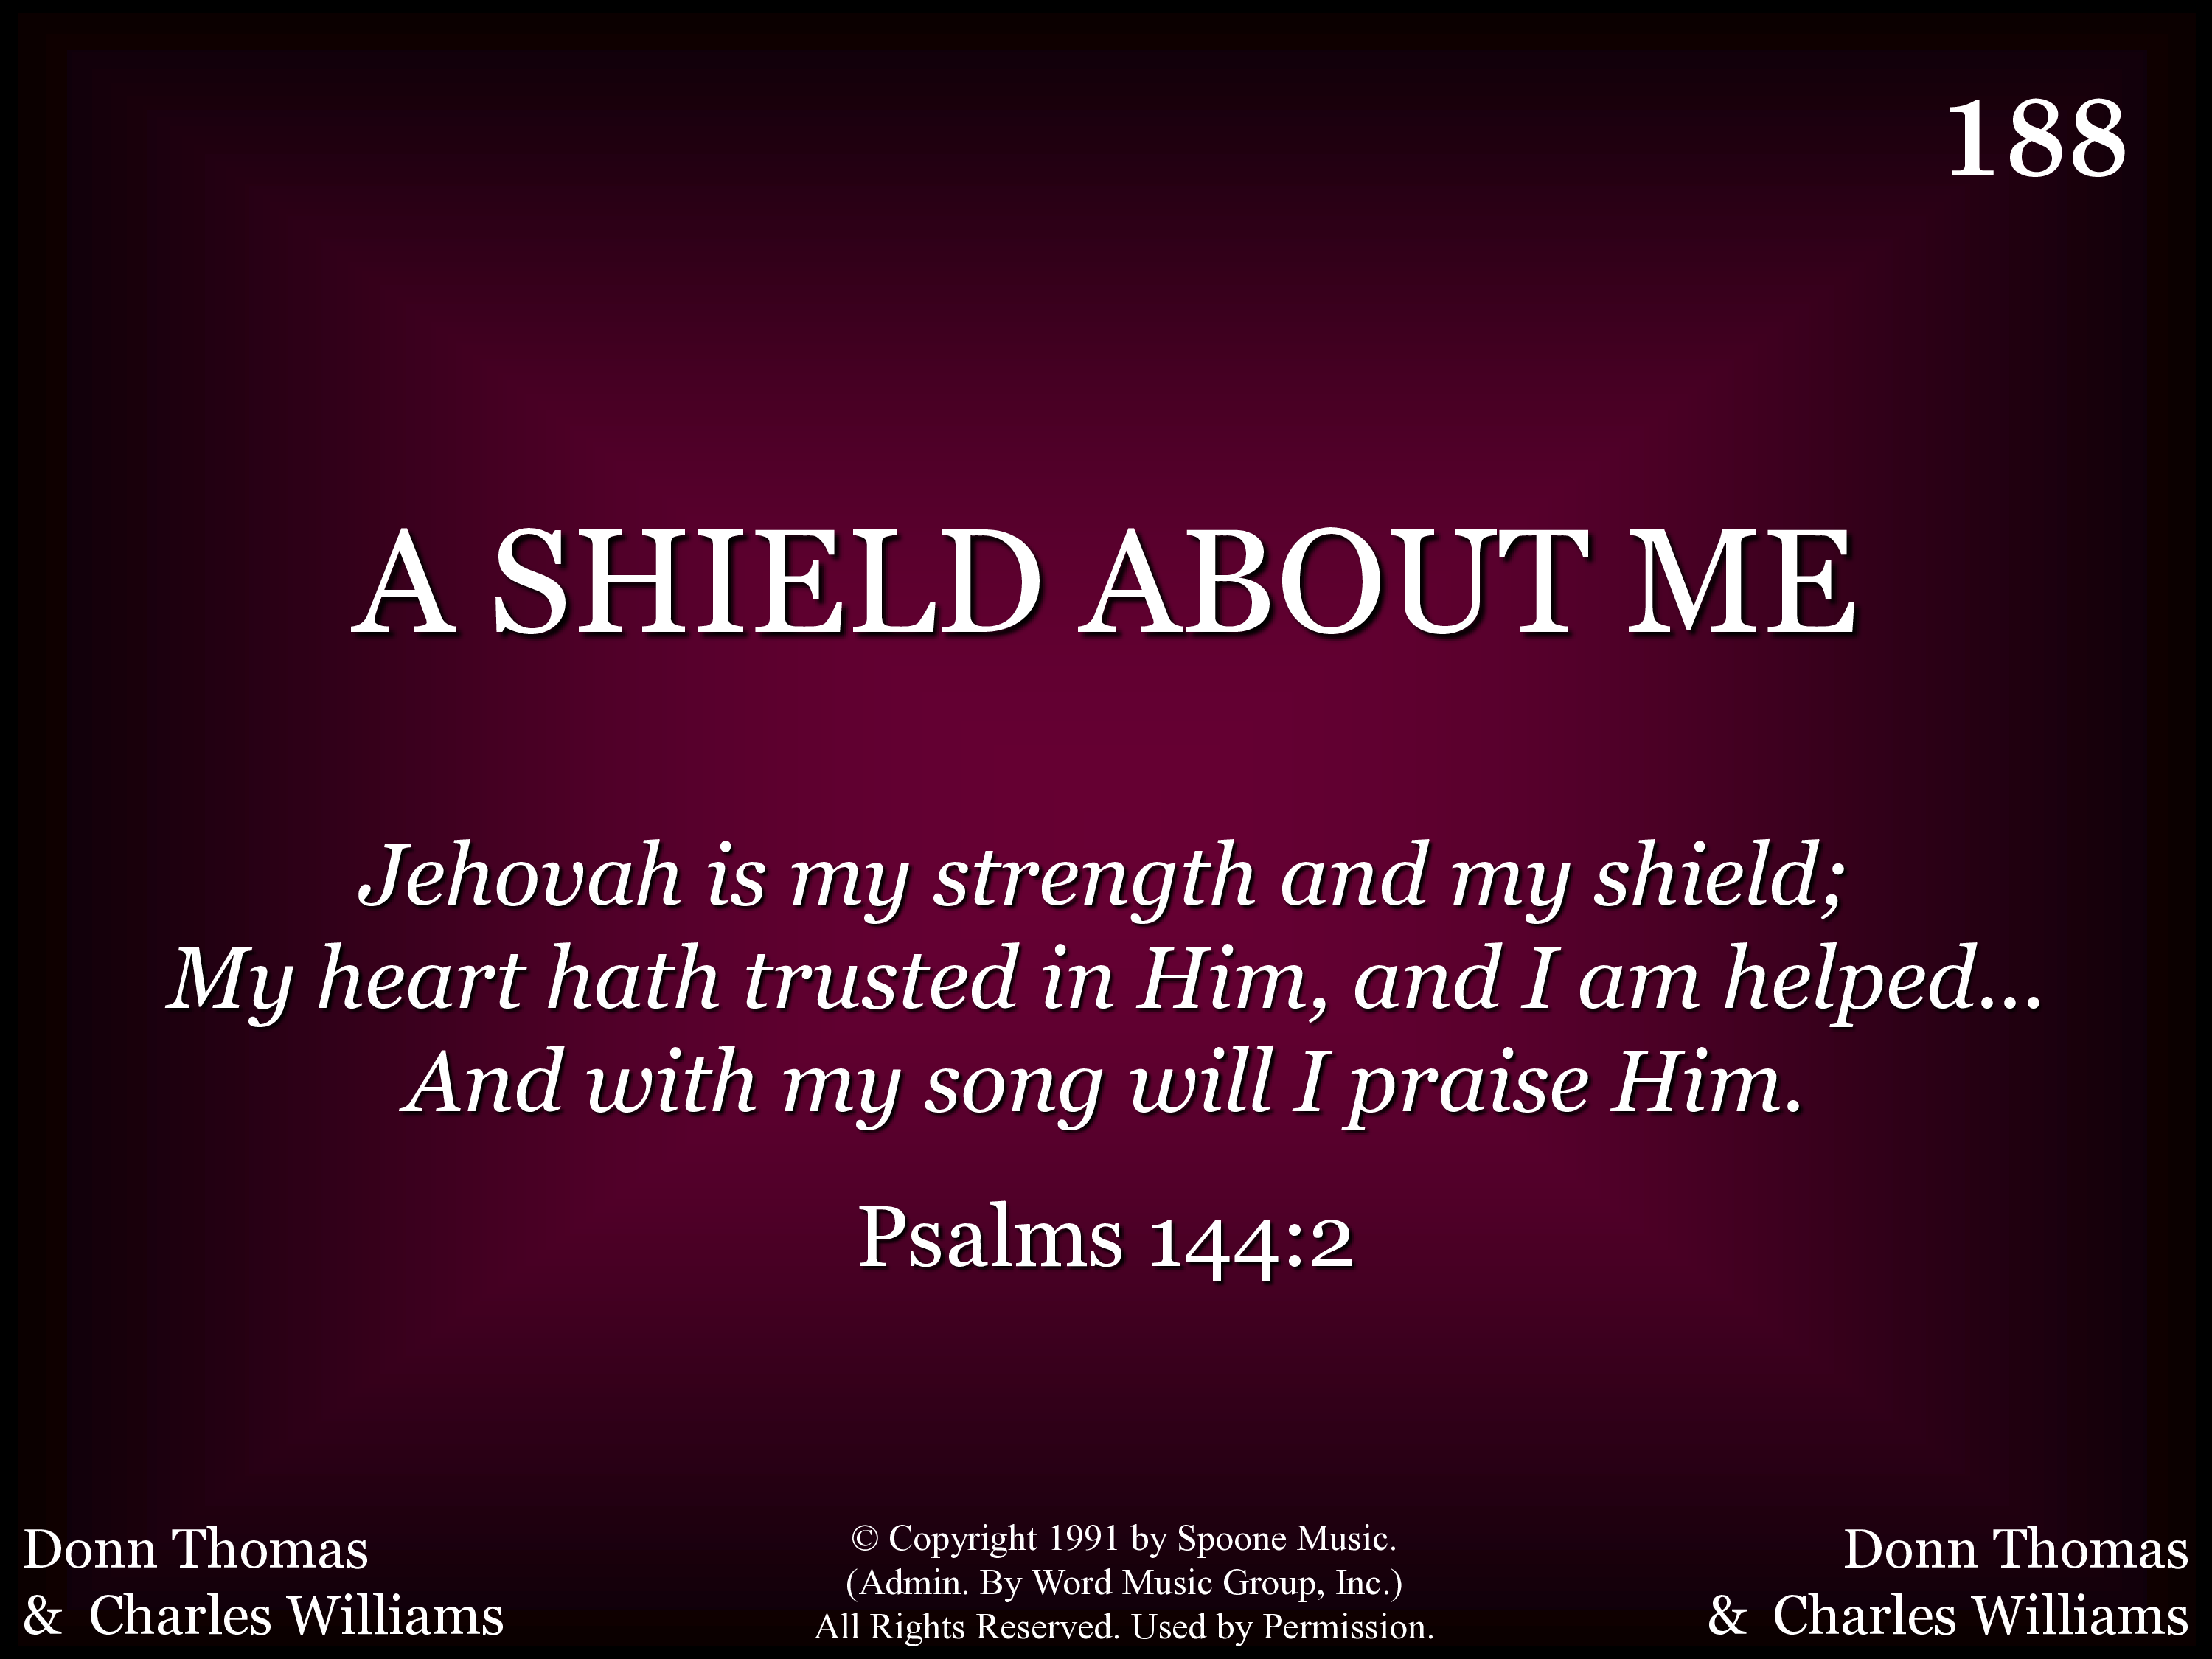 188
A SHIELD ABOUT ME
Jehovah is my strength and my shield;
My heart hath trusted in Him, and I am helped...
And with my song will I praise Him.
Psalms 144:2
Donn Thomas
& Charles Williams
© Copyright 1991 by Spoone Music.
(Admin. By Word Music Group, Inc.)
All Rights Reserved. Used by Permission.
Donn Thomas
& Charles Williams